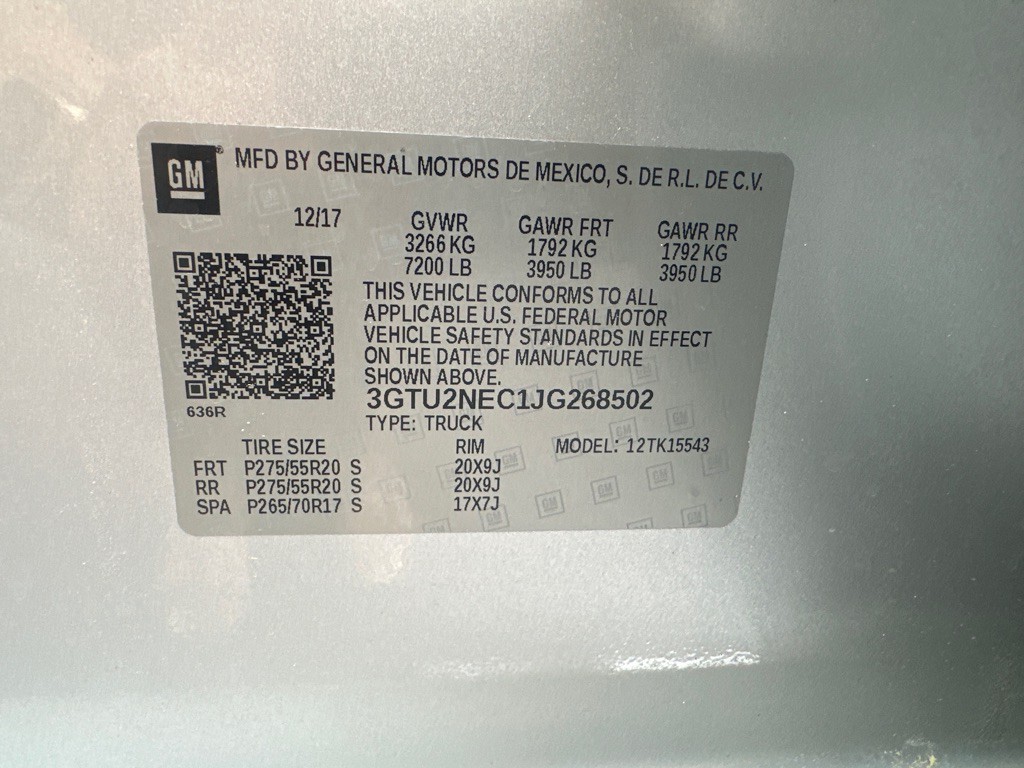 GM® MFD BY GENERAL MOTORS DE MEXICO, S. DE R.L. DE C.V.
12/17 GVWR GAWR FRT GAWR RR
3266 KG 1792 KG 1792 KG
7200 LB 3950 LB 3950 LB
THIS VEHICLE CONFORMS TO ALL
APPLICABLE U.S. FEDERAL MOTOR
VEHICLE SAFETY STANDARDS IN EFFECT
ON THE DATE OF MANUFACTURE
SHOWN ABOVE.
3GTU2NEC1JG268502
636R
TYPE: TRUCK
TIRE SIZE RIM MODEL: 12TK15543
FRT P275/55R20 S 20X9J
RR P275/55R20 S 20X9J
SPA P265/70R17 S 17X7J